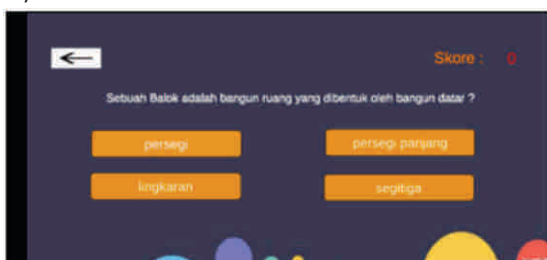 Skore : 0
Sebuah Balok adalah bangun ruang yang dibentuk oleh bangun datar ?
persegi
persegi panjang
lingkaran
segitiga